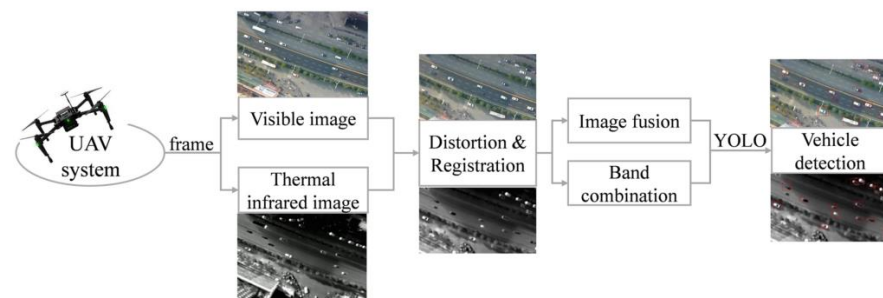 UAV
system
frame
Visible image
Thermal
infrared image
Distortion &
Registration
Image fusion
Band
combination
YOLO
Vehicle
detection